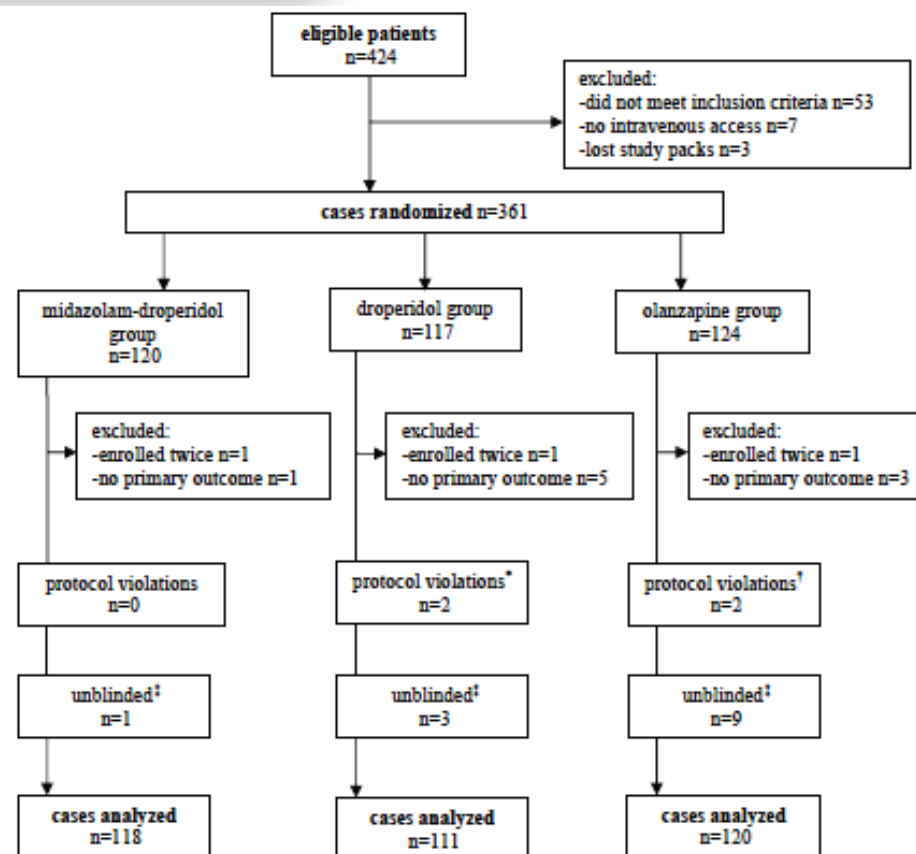 eligible patients
n=424
excluded:
-did not meet inclusion criteria n=53
-no intravenous access n=7
-lost study packs n=3
cases randomized n=361
midazolam-droperidol
group
n=120
droperidol group
n=117
olanzapine group
n=124
excluded:
-enrolled twice n=1
-no primary outcome n=1
excluded:
-enrolled twice n=1
-no primary outcome n=5
excluded:
-enrolled twice n=1
-no primary outcome n=3
protocol violations
n=0
protocol violations*
n=2
protocol violations†
n=2
unblinded‡
n=1
unblinded‡
n=3
unblinded‡
n=9
cases analyzed
n=118
cases analyzed
n=111
cases analyzed
n=120